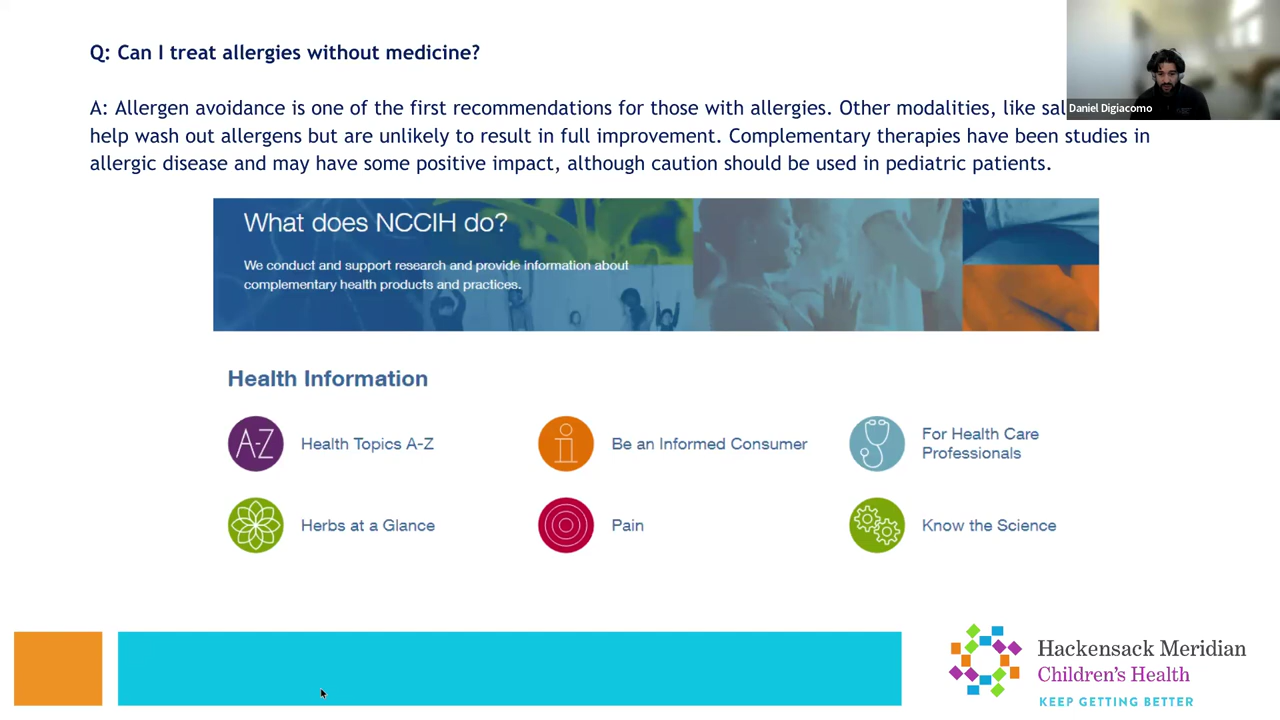 Q: Can I treat allergies without medicine?
Daniel Digiacomo
A: Allergen avoidance is one of the first recommendations for those with allergies. Other modalities, like
help wash out allergens but are unlikely to result in full improvement. Complementary therapies have been studies in
allergic disease and may have some positive impact, although caution should be used in pediatric patients.
What does NCCIH do?
We conduct and support research and provide information about
complementary health products and practices.
Health Information
A-Z Health Topics A-Z
i Be an Informed Consumer
For Health Care
Professionals
Herbs at a Glance
Pain
Know the Science
Hackensack Meridian
Children's Health
KEEP GETTING BETTER